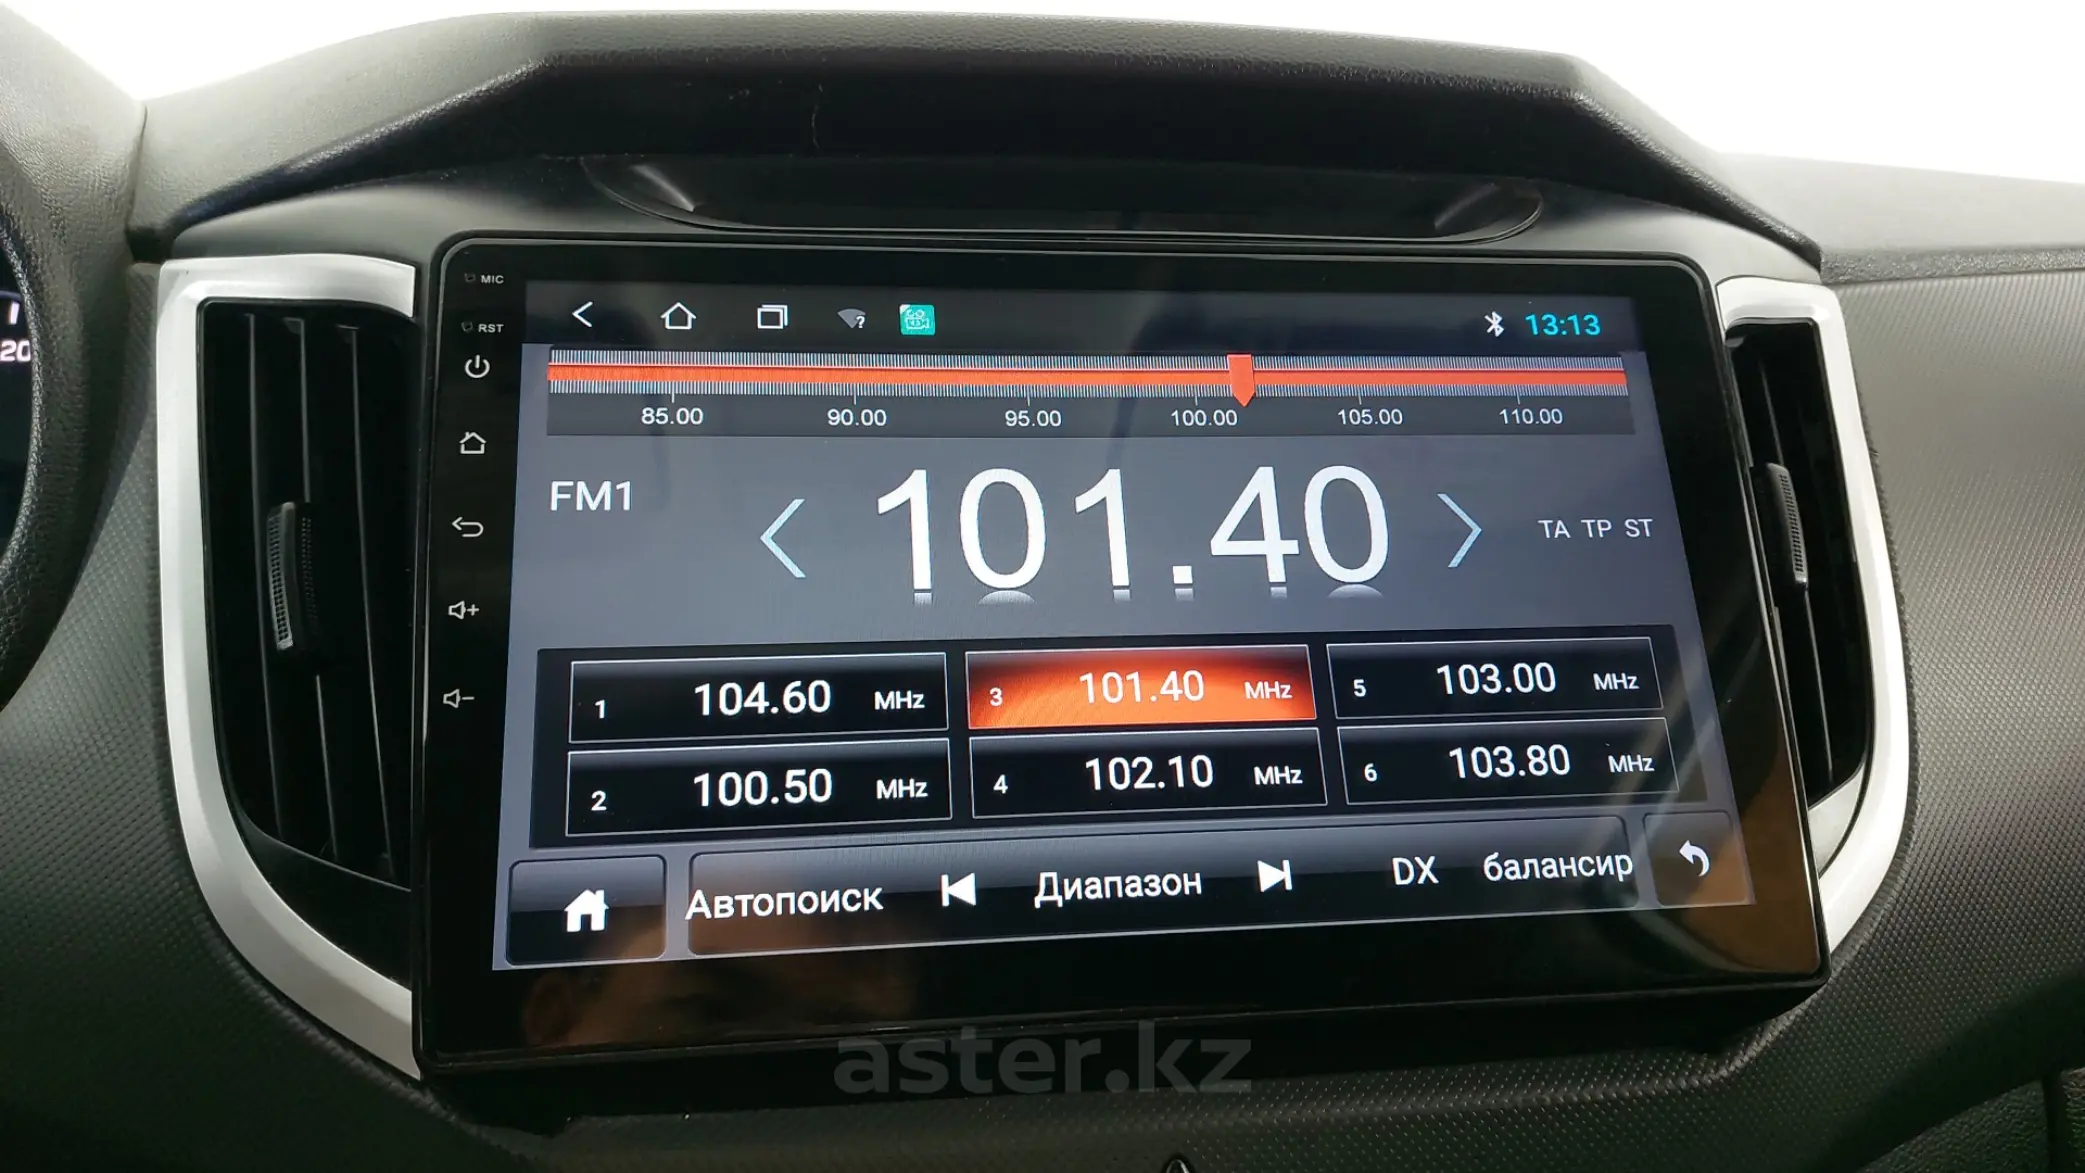 MIC
RST
20
13:13
85.00 90.00 95.00 100.00 105.00 110.00
FM1
101.40
TA TP ST
1 104.60 MHz
3 101.40 MHz
5 103.00 MHz
2 100.50 MHz
4 102.10 MHz
6 103.80 MHz
Автопоиск Диапазон DX балансир
aster.kz